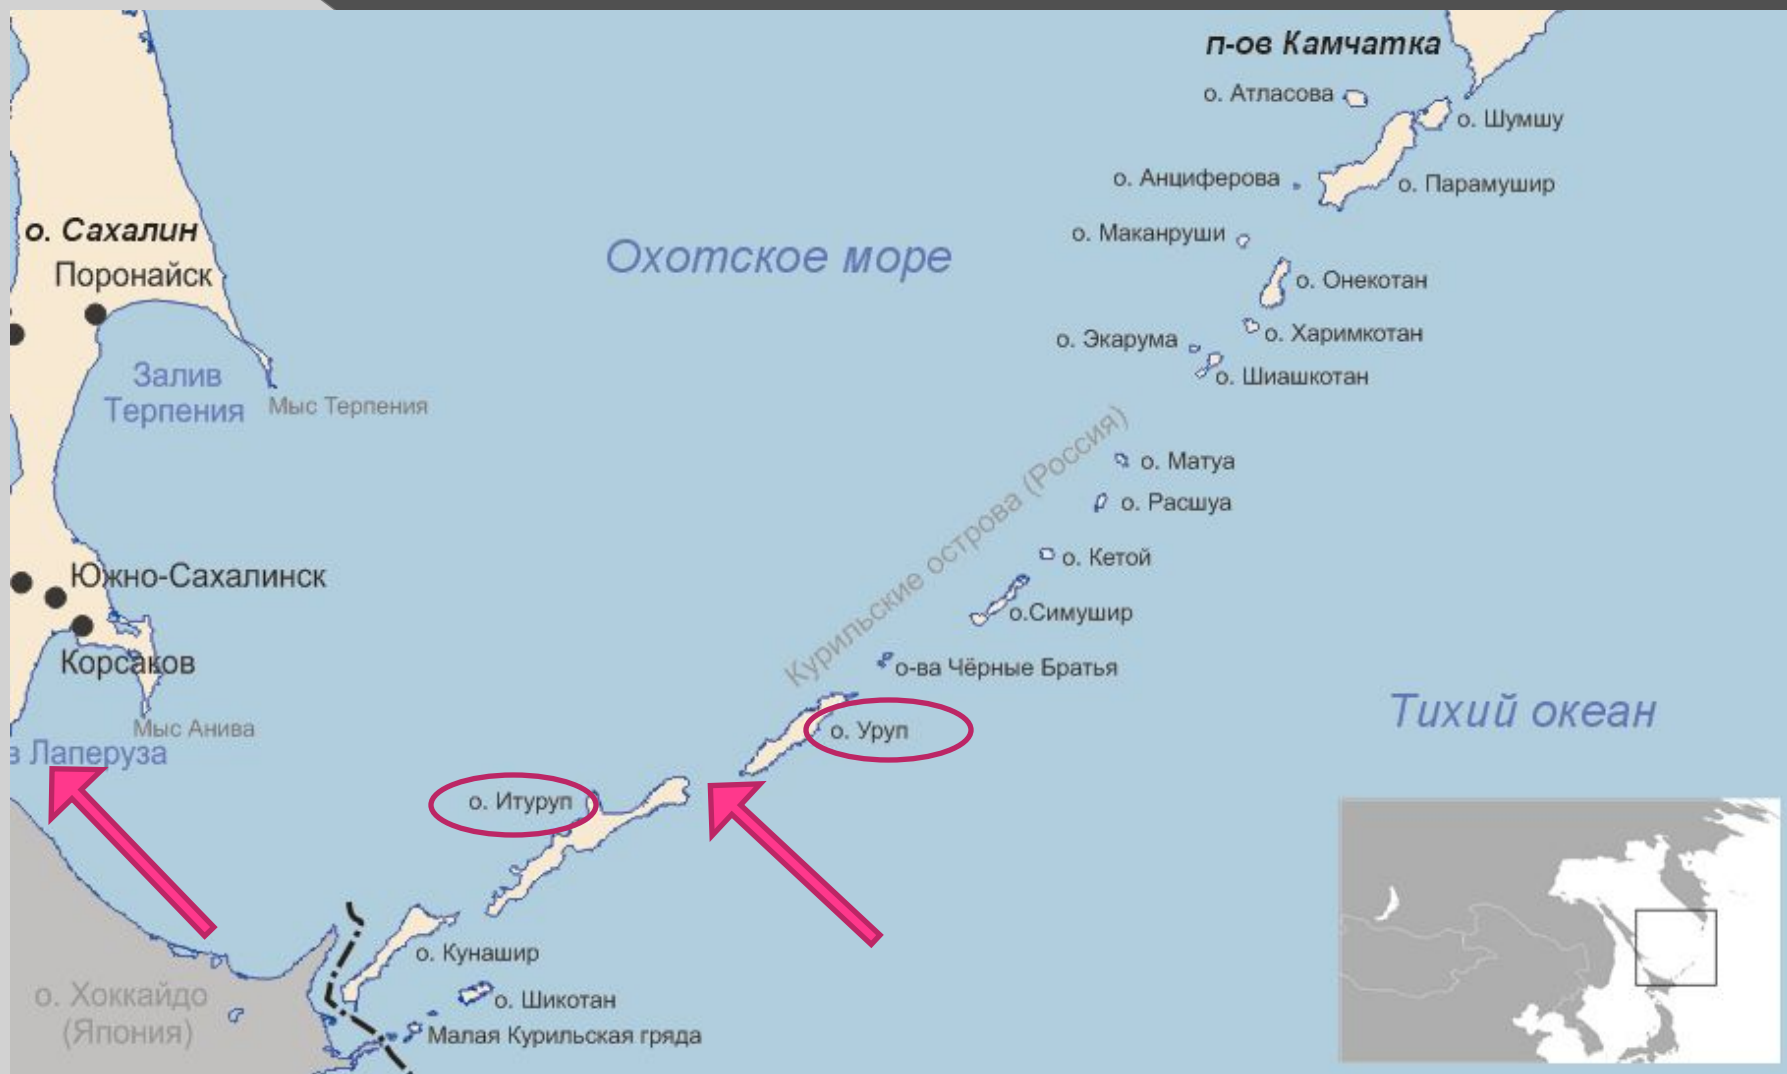 п-ов Камчатка
о. Атласова
о. Шумшу
о. Анциферова
о. Парамушир
о. Сахалин
о. Маканруши
Охотское море
Поронайск
о. Онекотан
о. Харимкотан
о. Экарума
Залив
Терпения
о. Шиашкотан
Мыс Терпения
Курильские острова (Россия)
о. Матуа
о. Расшуа
о. Кетой
Южно-Сахалинск
о.Симушир
Корсаков
о-ва Чёрные Братья
Тихий океан
Мыс Анива
о. Уруп
в Лаперуза
о. Итуруп
о. Кунашир
о. Хоккайдо
(Япония)
о. Шикотан
Малая Курильская гряда